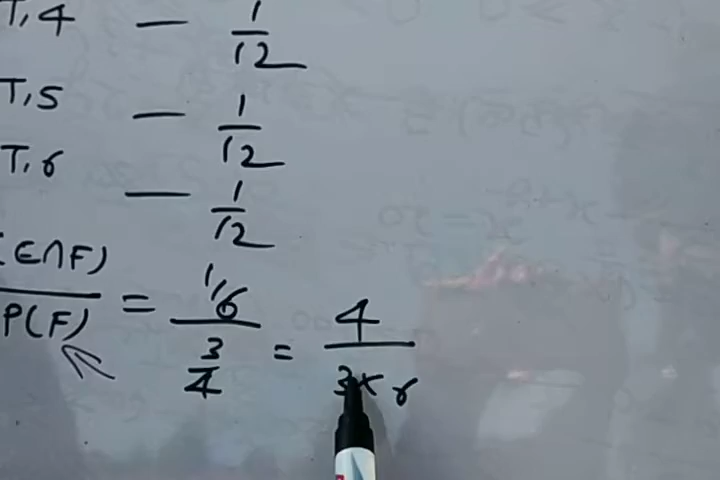 T,4 — 1/12
T,5 — 1/12
T,6 — 1/12
(E∩F)/P(F) = (1/6)/(3/4) = 4/(3×6)